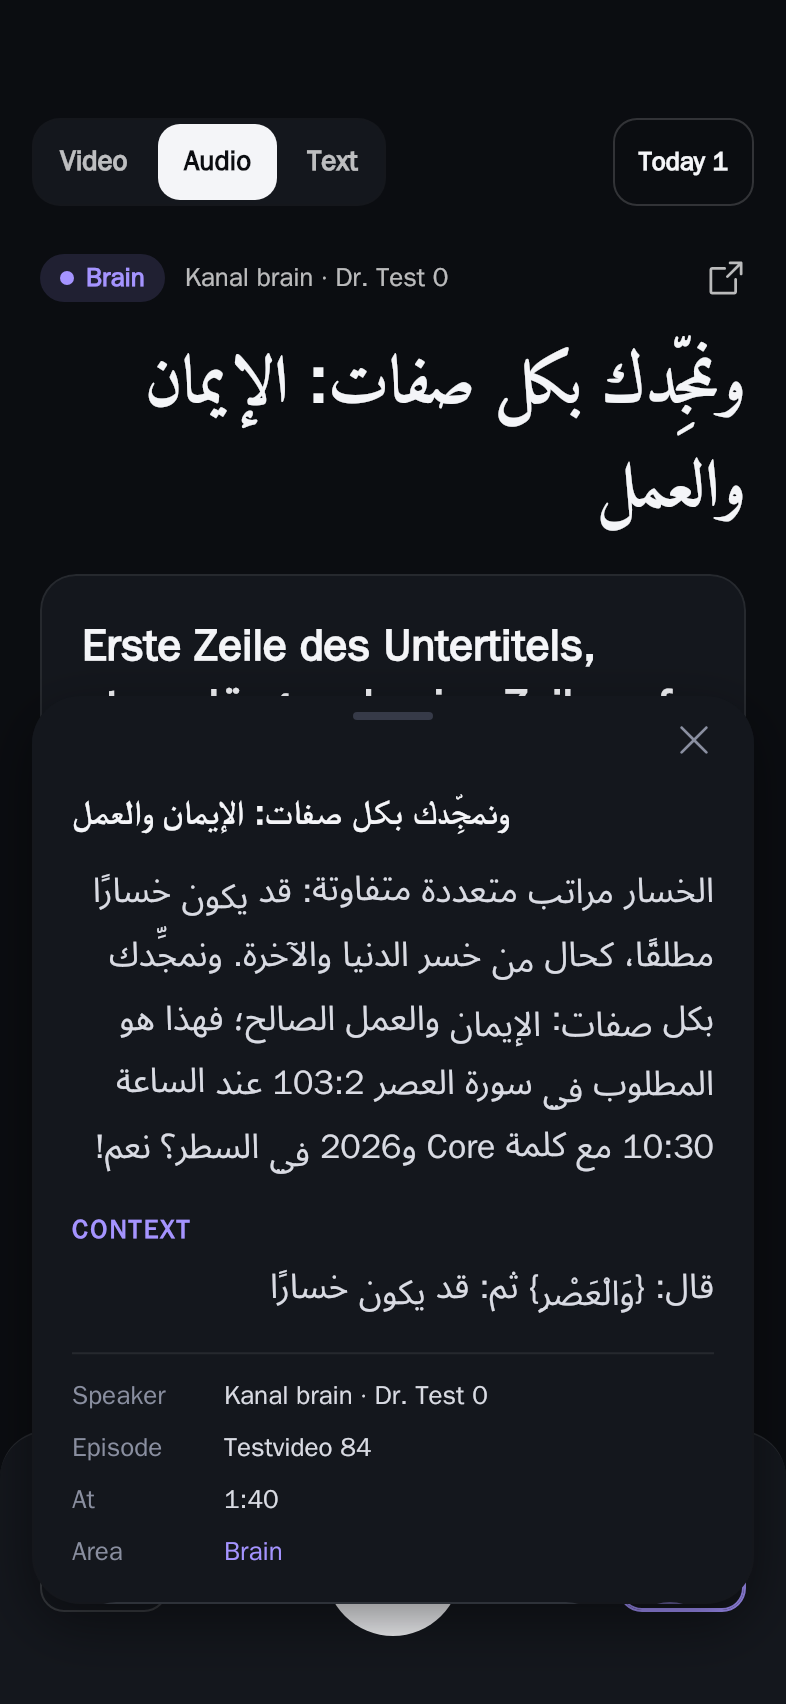 Video Audio Text Today 1
Brain Kanal brain · Dr. Test 0
ونمجِّدك بكل صفات: الإيمان
والعمل
Erste Zeile des Untertitels,
ونمجِّدك بكل صفات: الإيمان والعمل
الخسار مراتب متعددة متفاوتة: قد يكون خسارًا
مطلقًا، كحال من خسر الدنيا والآخرة. ونمجِّدك
بكل صفات: الإيمان والعمل الصالح؛ فهذا هو
المطلوب في سورة العصر 103:2 عند الساعة
10:30 مع كلمة Core و2026 في السطر؟ نعم!
CONTEXT
قال: {وَالْعَصْر} ثم: قد يكون خسارًا
Speaker Kanal brain · Dr. Test 0
Episode Testvideo 84
At 1:40
Area Brain